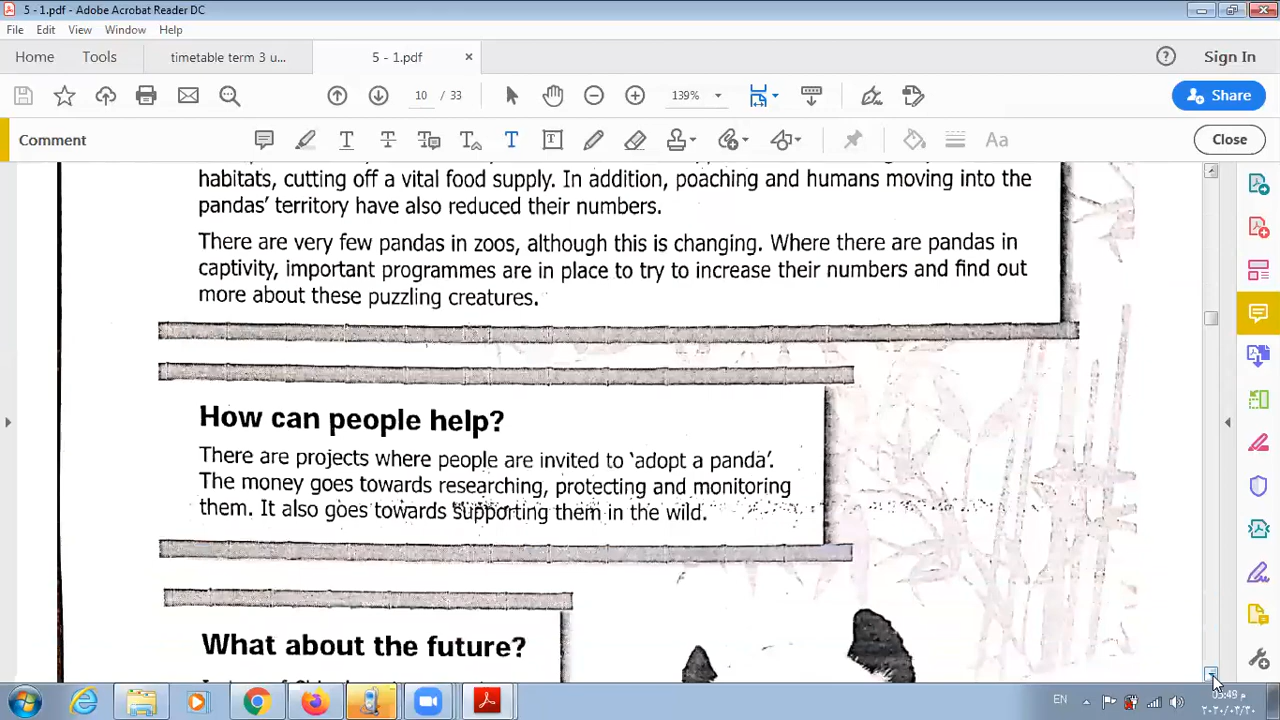 5 - 1.pdf - Adobe Acrobat Reader DC
File Edit View Window Help
Home Tools timetable term 3 u... 5 - 1.pdf × Sign In
10 / 33 139% Share
Comment Close
habitats, cutting off a vital food supply. In addition, poaching and humans moving into the
pandas' territory have also reduced their numbers.
There are very few pandas in zoos, although this is changing. Where there are pandas in
captivity, important programmes are in place to try to increase their numbers and find out
more about these puzzling creatures.
How can people help?
There are projects where people are invited to 'adopt a panda'.
The money goes towards researching, protecting and monitoring
them. It also goes towards supporting them in the wild.
What about the future?
EN
م 05:49
٢٠٢٠/٠٣/٣٠